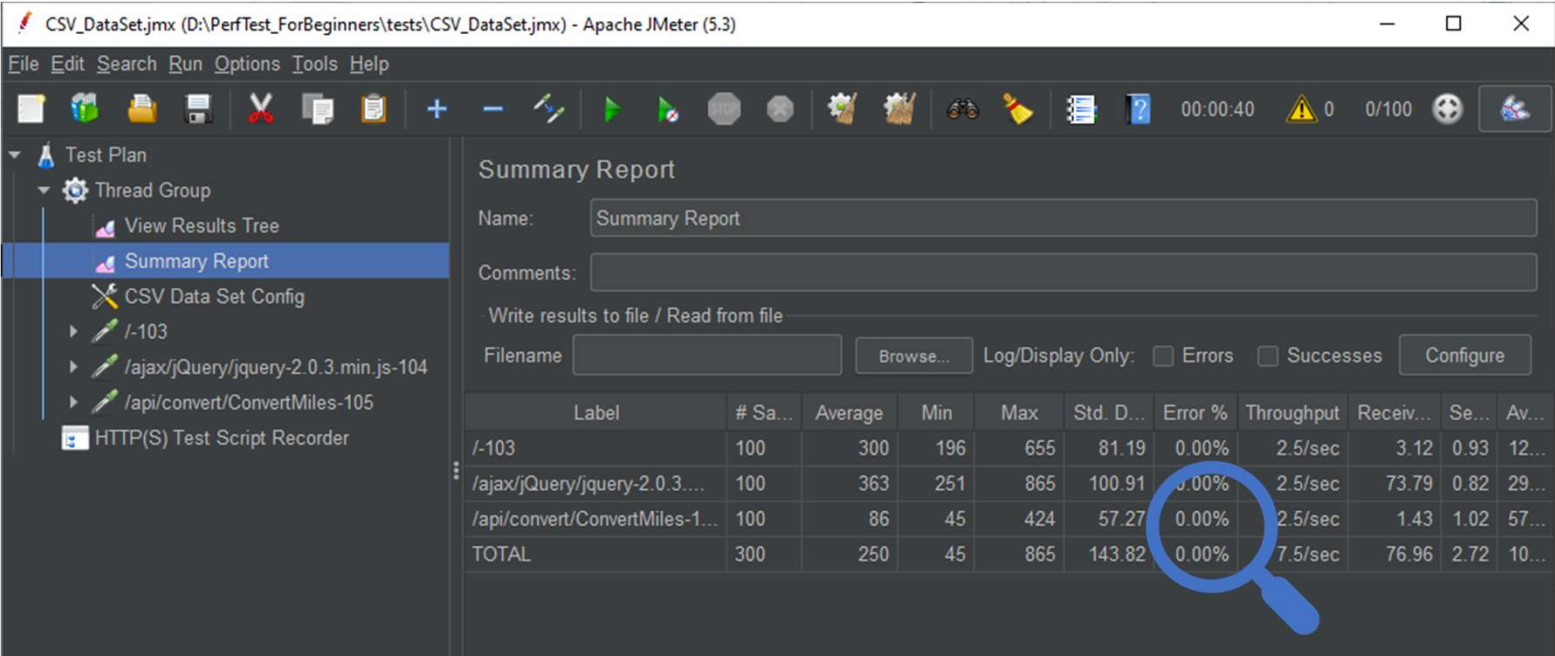 CSV_DataSet.jmx (D:\PerfTest_ForBeginners\tests\CSV_DataSet.jmx) - Apache JMeter (5.3)
File Edit Search Run Options Tools Help
STOP ? 00:00:40 0 0/100
Test Plan
Thread Group
View Results Tree
Summary Report
CSV Data Set Config
/-103
/ajax/jQuery/jquery-2.0.3.min.js-104
/api/convert/ConvertMiles-105
HTTP(S) Test Script Recorder
Summary Report
Name: Summary Report
Comments:
Write results to file / Read from file
Filename Browse... Log/Display Only: Errors Successes Configure
Label # Sa... Average Min Max Std. D... Error % Throughput Receiv... Se... Av...
/-103 100 300 196 655 81.19 0.00% 2.5/sec 3.12 0.93 12...
/ajax/jQuery/jquery-2.0.3.... 100 363 251 865 100.91 0.00% 2.5/sec 73.79 0.82 29...
/api/convert/ConvertMiles-1... 100 86 45 424 57.27 0.00% 2.5/sec 1.43 1.02 57...
TOTAL 300 250 45 865 143.82 0.00% 7.5/sec 76.96 2.72 10...